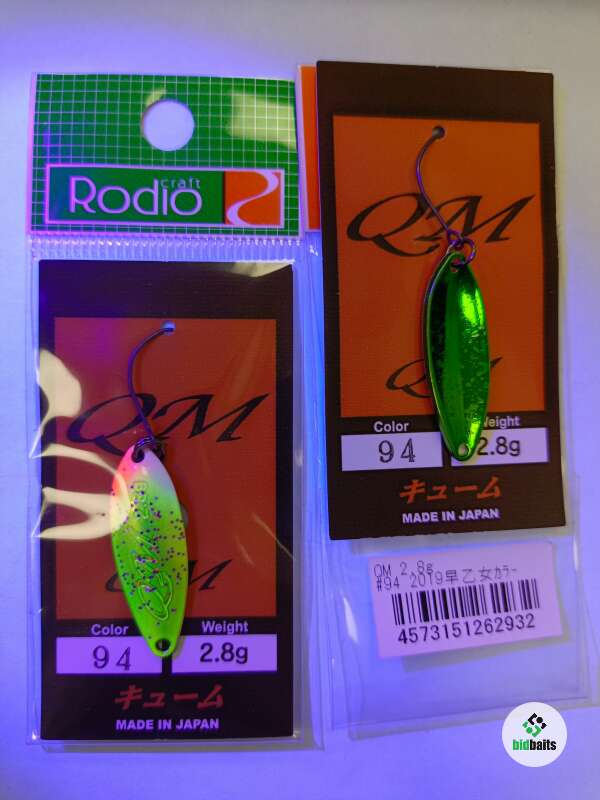 Rodio
craft
QM
QM
Color Weight
94 2.8g
キューム
MADE IN JAPAN
QM
QM
Color Weight
94 2.8g
キューム
MADE IN JAPAN
QM 2.8g
#94 2019早乙女ｶﾗｰ
4573151262932
bidbaits